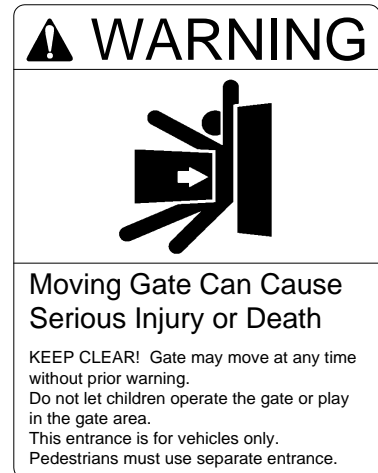 WARNING
Moving Gate Can Cause
Serious Injury or Death
KEEP CLEAR!  Gate may move at any time
without prior warning.
Do not let children operate the gate or play
in the gate area.
This entrance is for vehicles only.
Pedestrians must use separate entrance.